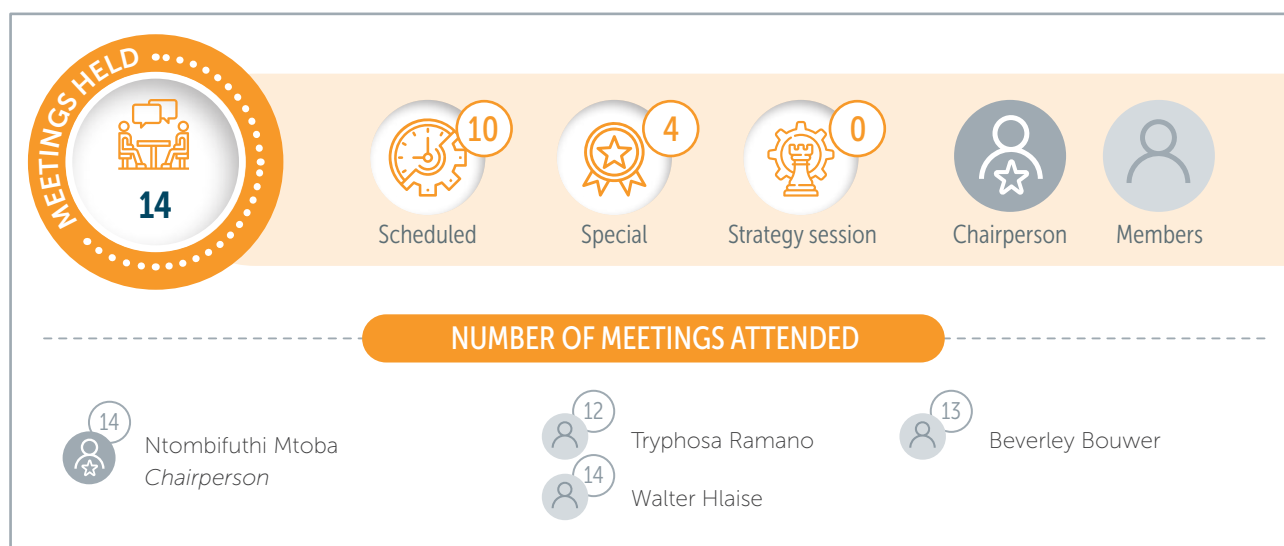 MEETINGS HELD
14
10
Scheduled
4
Special
0
Strategy session
Chairperson
Members
NUMBER OF MEETINGS ATTENDED
14
Ntombifuthi Mtoba
Chairperson
12
Tryphosa Ramano
14
Walter Hlaise
13
Beverley Bouwer